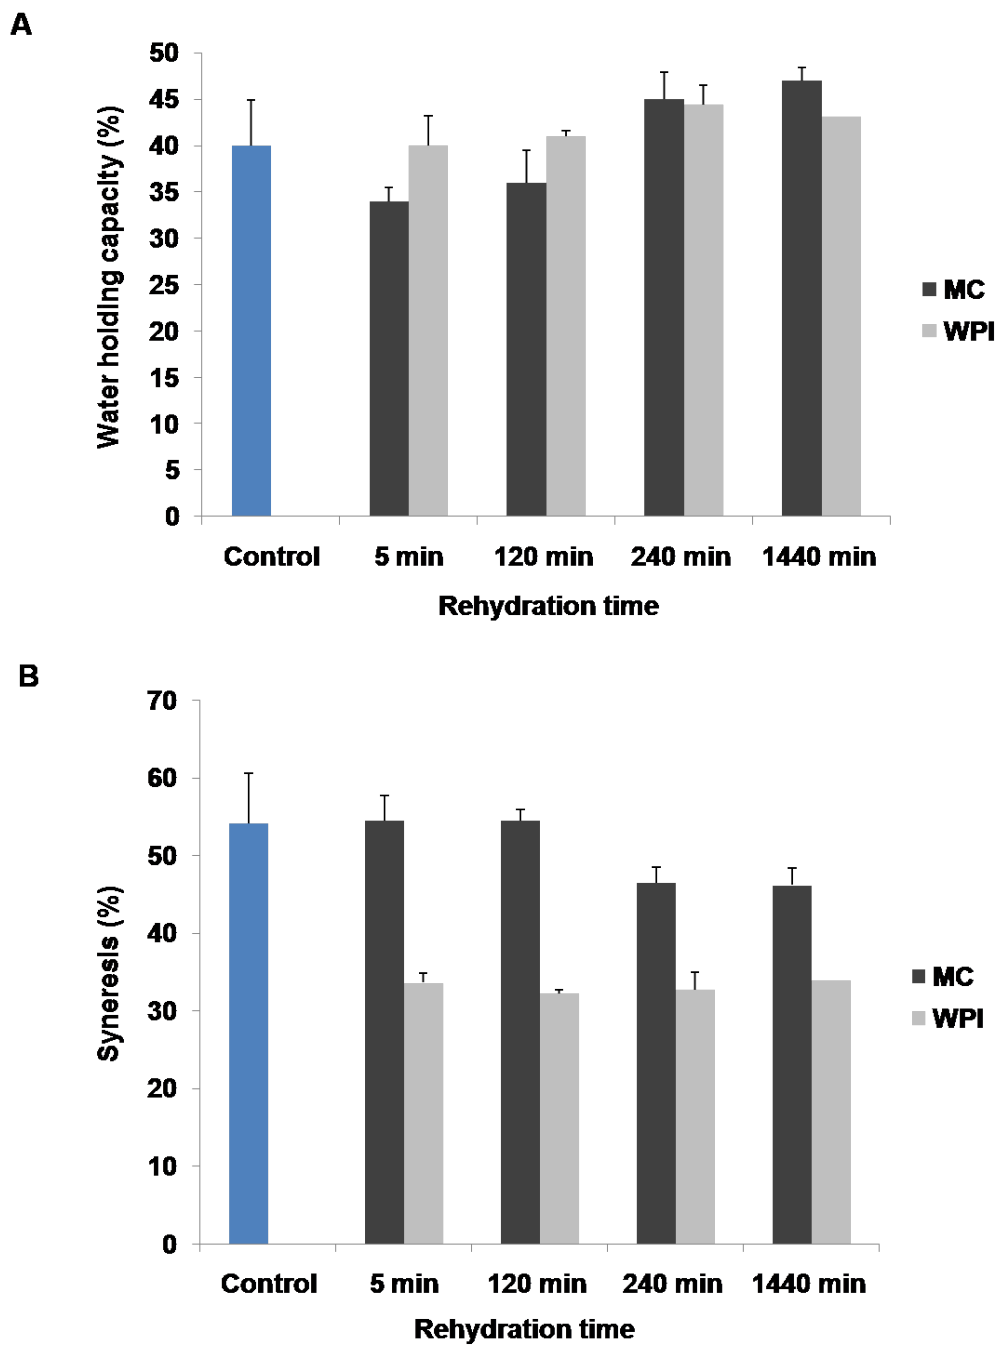 A
50
45
40
35
30
25
20
15
10
5
0
Water holding capacity (%)
Control 5 min 120 min 240 min 1440 min
Rehydration time
MC
WPI
B
70
60
50
40
30
20
10
0
Syneresis (%)
Control 5 min 120 min 240 min 1440 min
Rehydration time
MC
WPI